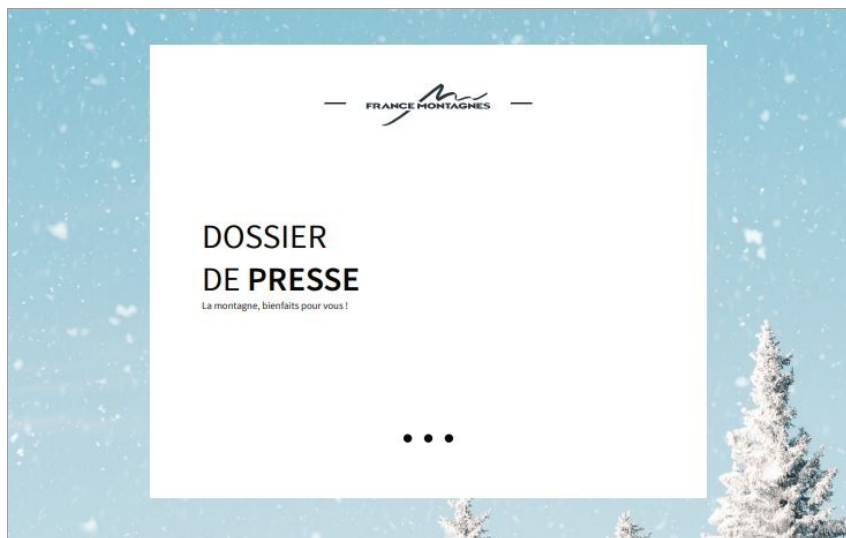 FRANCE MONTAGNES
DOSSIER
DE PRESSE
La montagne, bienfaits pour vous !